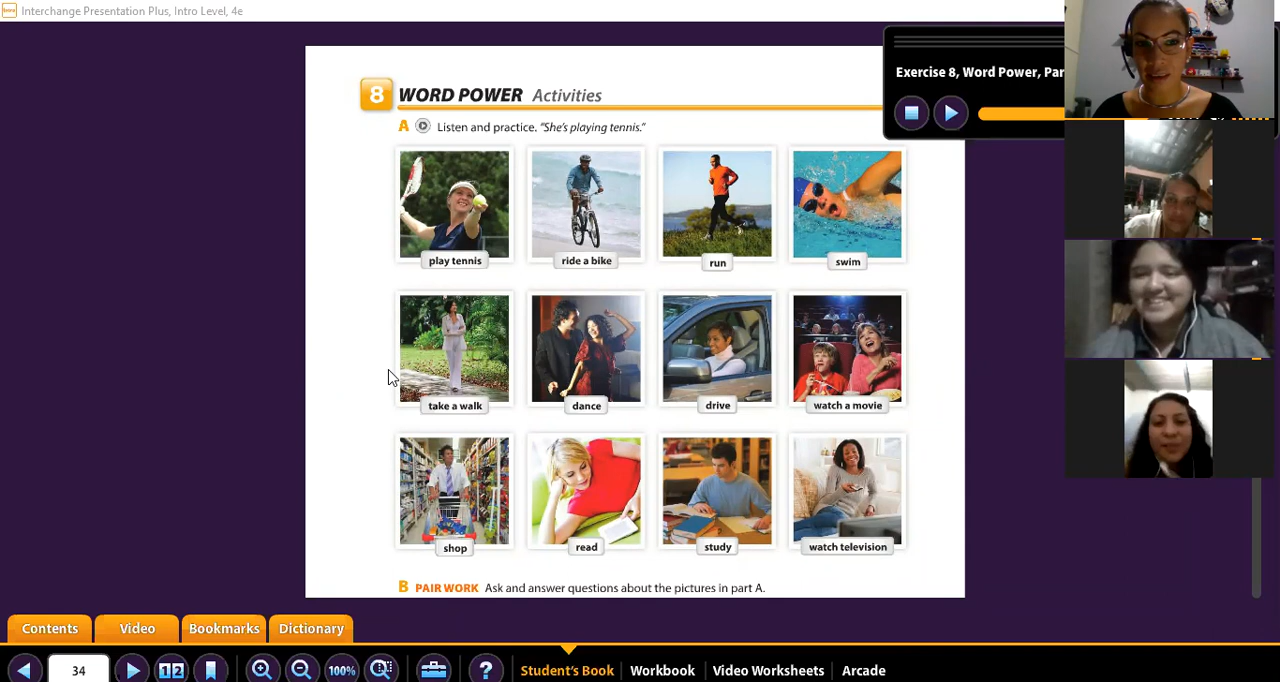 Interchange Presentation Plus, Intro Level, 4e
Exercise 8, Word Power, Par
8 WORD POWER Activities
A Listen and practice. "She's playing tennis."
play tennis
ride a bike
run
swim
take a walk
dance
drive
watch a movie
shop
read
study
watch television
B PAIR WORK Ask and answer questions about the pictures in part A.
Contents
Video
Bookmarks
Dictionary
34
1 2
100%
?
Student's Book
Workbook
Video Worksheets
Arcade